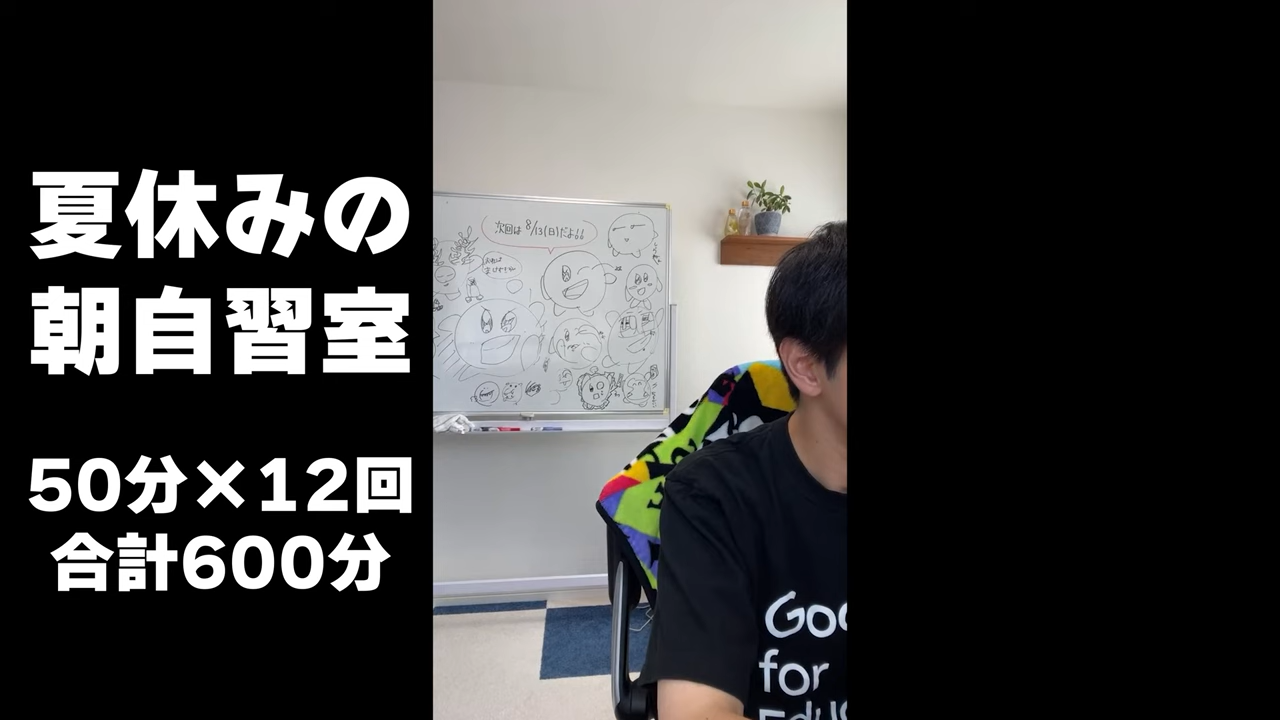 夏休みの
朝自習室
50分×12回
合計600分
次回は 8/13(日)だよ!!
for